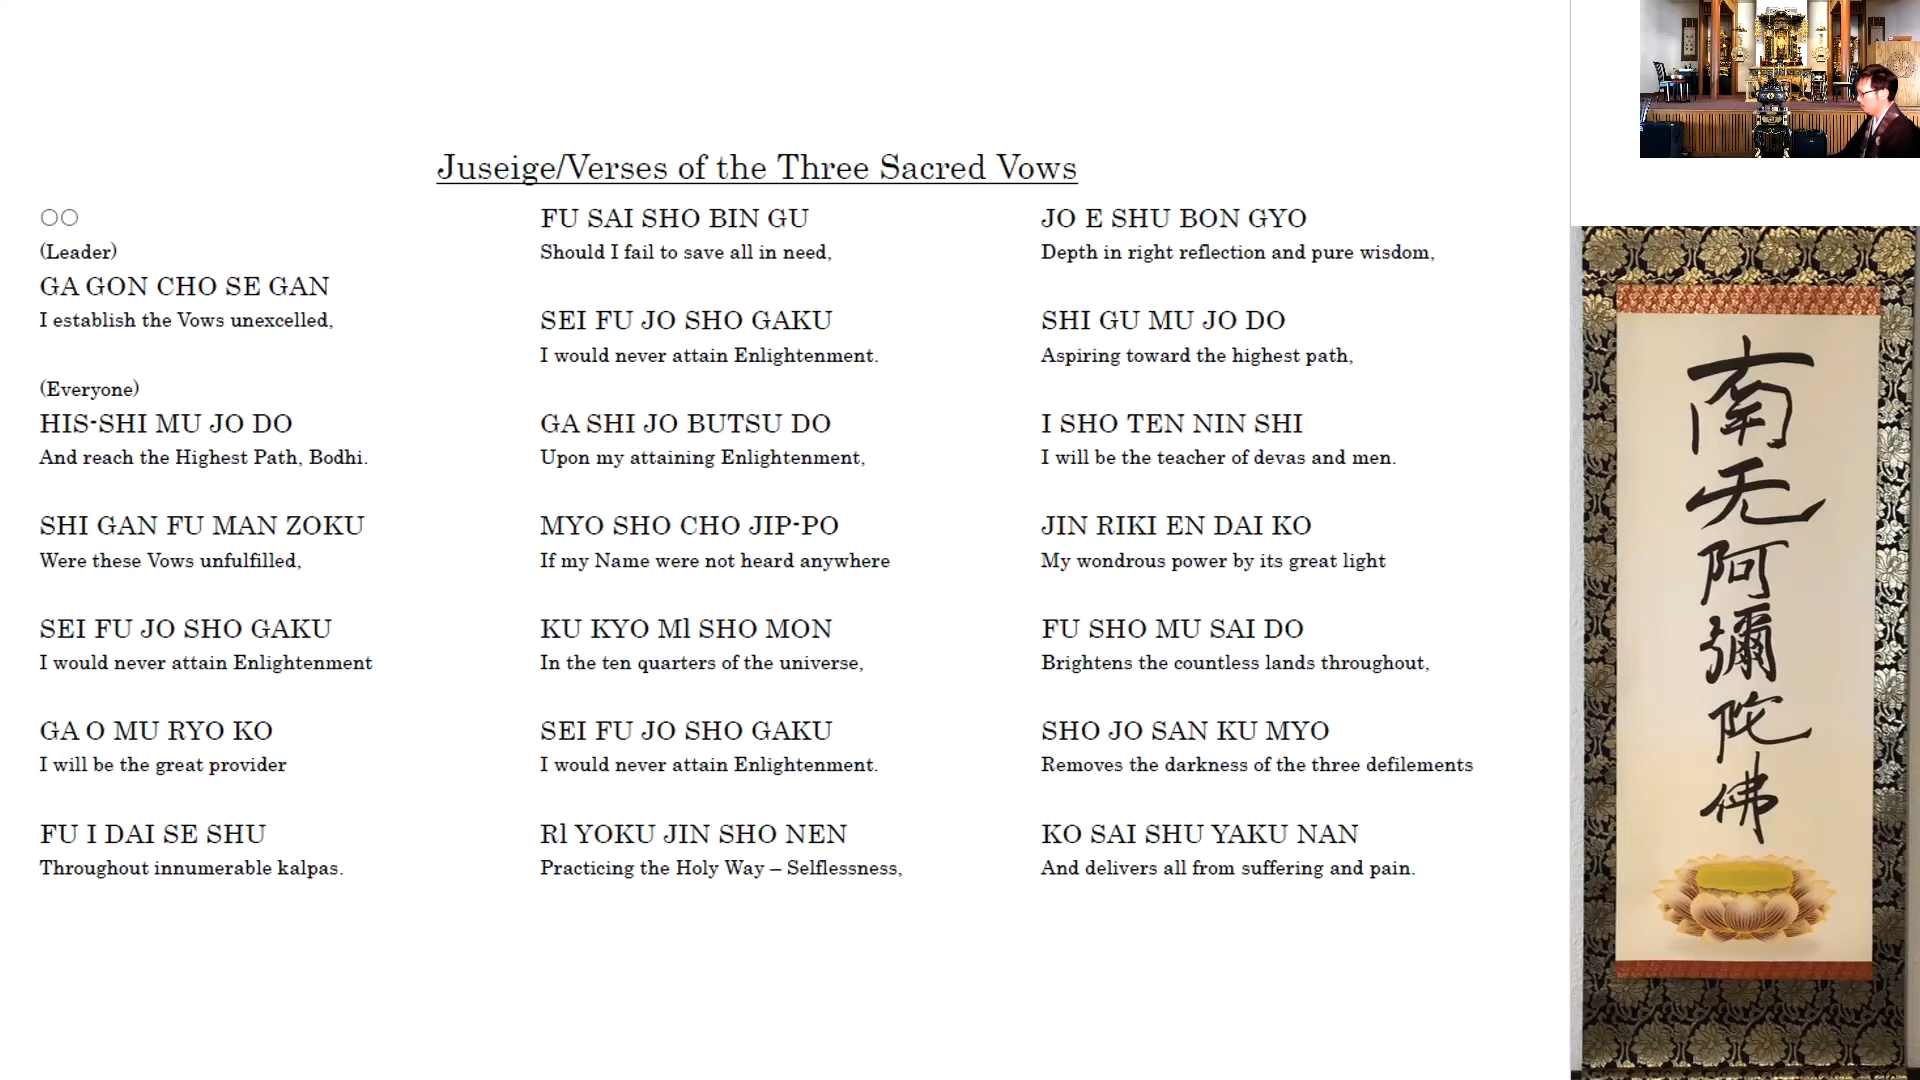 Juseige/Verses of the Three Sacred Vows
○○
(Leader)
GA GON CHO SE GAN
I establish the Vows unexcelled,
(Everyone)
HIS-SHI MU JO DO
And reach the Highest Path, Bodhi.
SHI GAN FU MAN ZOKU
Were these Vows unfulfilled,
SEI FU JO SHO GAKU
I would never attain Enlightenment
GA O MU RYO KO
I will be the great provider
FU I DAI SE SHU
Throughout innumerable kalpas.
FU SAI SHO BIN GU
Should I fail to save all in need,
SEI FU JO SHO GAKU
I would never attain Enlightenment.
GA SHI JO BUTSU DO
Upon my attaining Enlightenment,
MYO SHO CHO JIP-PO
If my Name were not heard anywhere
KU KYO Ml SHO MON
In the ten quarters of the universe,
SEI FU JO SHO GAKU
I would never attain Enlightenment.
Rl YOKU JIN SHO NEN
Practicing the Holy Way – Selflessness,
JO E SHU BON GYO
Depth in right reflection and pure wisdom,
SHI GU MU JO DO
Aspiring toward the highest path,
I SHO TEN NIN SHI
I will be the teacher of devas and men.
JIN RIKI EN DAI KO
My wondrous power by its great light
FU SHO MU SAI DO
Brightens the countless lands throughout,
SHO JO SAN KU MYO
Removes the darkness of the three defilements
KO SAI SHU YAKU NAN
And delivers all from suffering and pain.
南无阿彌陀佛